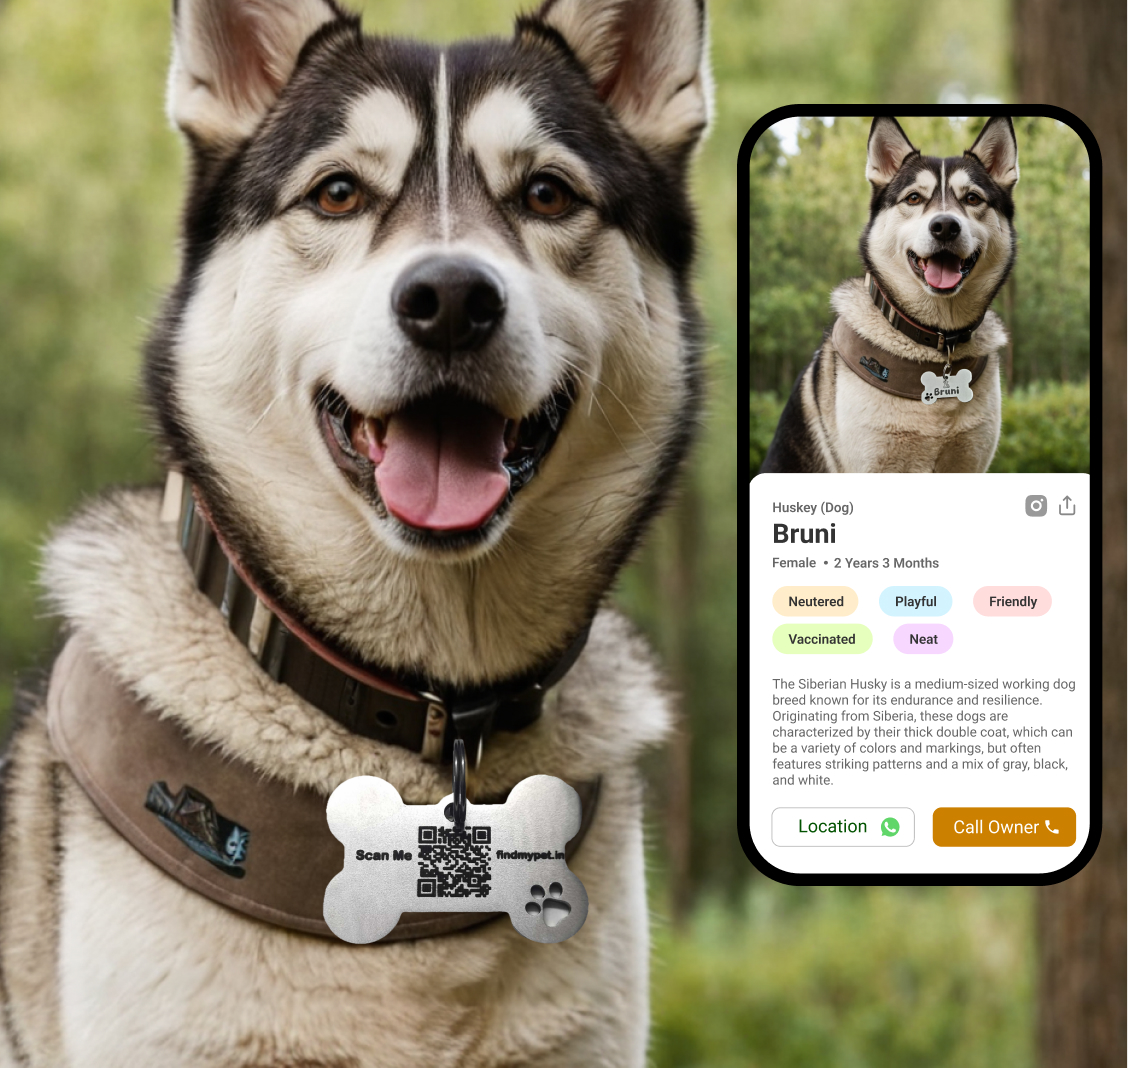 Scan Me
findmypet.in
Bruni
Huskey (Dog)
Bruni
Female • 2 Years 3 Months
Neutered
Playful
Friendly
Vaccinated
Neat
The Siberian Husky is a medium-sized working dog
breed known for its endurance and resilience.
Originating from Siberia, these dogs are
characterized by their thick double coat, which can
be a variety of colors and markings, but often
features striking patterns and a mix of gray, black,
and white.
Location
Call Owner